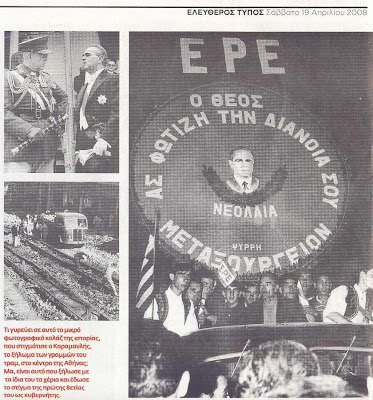 ΕΛΕΥΘΕΡΟΣ ΤΥΠΟΣ Σάββατο 19 Απριλίου 2008
ΕΡΕ
Ο ΘΕΟΣ
ΑΣ ΦΩΤΙΖΗ ΤΗΝ ΔΙΑΝΟΙΑ ΣΟΥ
ΝΕΟΛΑΙΑ
ΨΥΡΡΗ
ΜΕΤΑΞΟΥΡΓΕΙΟΝ
ΕΡΕ
Τι γυρεύει σε αυτό το μικρό
φωτογραφικό κολάζ της ιστορίας,
που στιγμάτισε ο Καραμανλής,
το ξήλωμα των γραμμών του
τραμ, στο κέντρο της Αθήνας;
Μα, είναι αυτό που ξήλωσε με
τα ίδια του τα χέρια και έδωσε
το στίγμα της πρώτης 8ετίας
του ως κυβερνήτης.